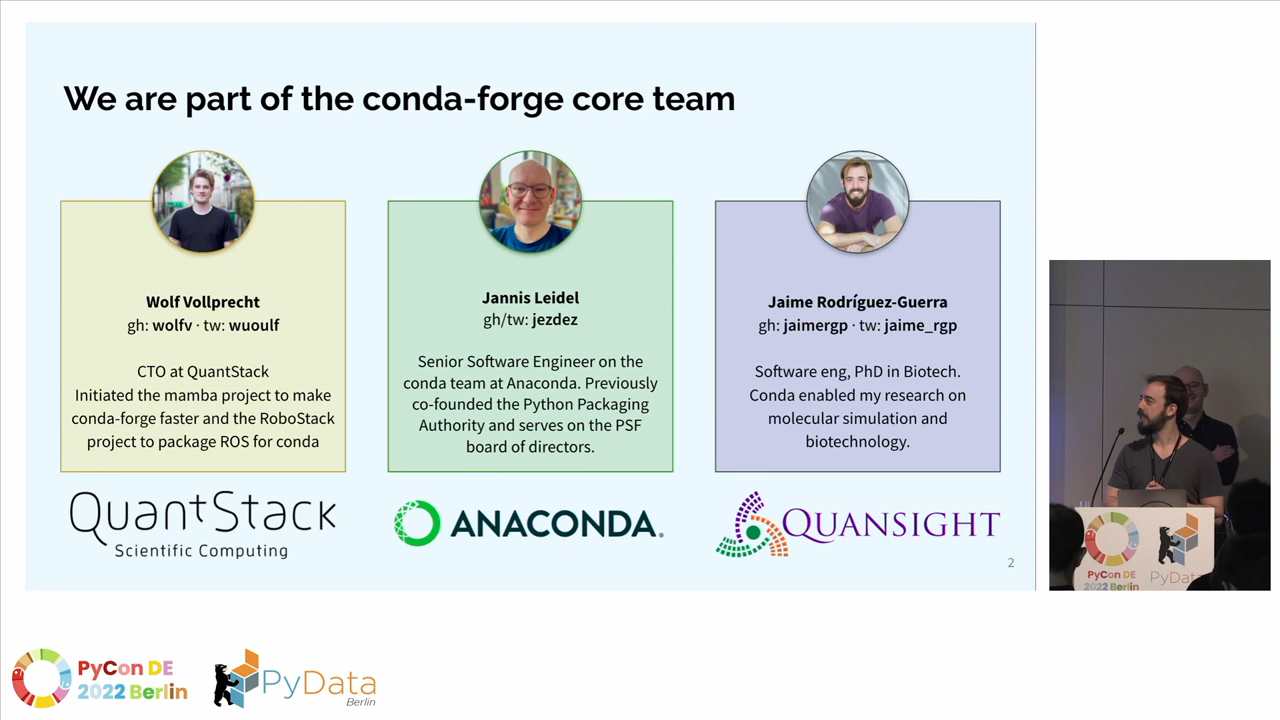 We are part of the conda-forge core team
Wolf Vollprecht
gh: wolfv · tw: wuoulf
CTO at QuantStack
Initiated the mamba project to make
conda-forge faster and the RoboStack
project to package ROS for conda
QuantStack
Scientific Computing
Jannis Leidel
gh/tw: jezdez
Senior Software Engineer on the
conda team at Anaconda. Previously
co-founded the Python Packaging
Authority and serves on the PSF
board of directors.
ANACONDA.
Jaime Rodríguez-Guerra
gh: jaimergp · tw: jaime_rgp
Software eng, PhD in Biotech.
Conda enabled my research on
molecular simulation and
biotechnology.
QUANSIGHT
2
PyCon DE
2022 Berlin
PyData
PyCon DE
2022 Berlin
PyData
Berlin